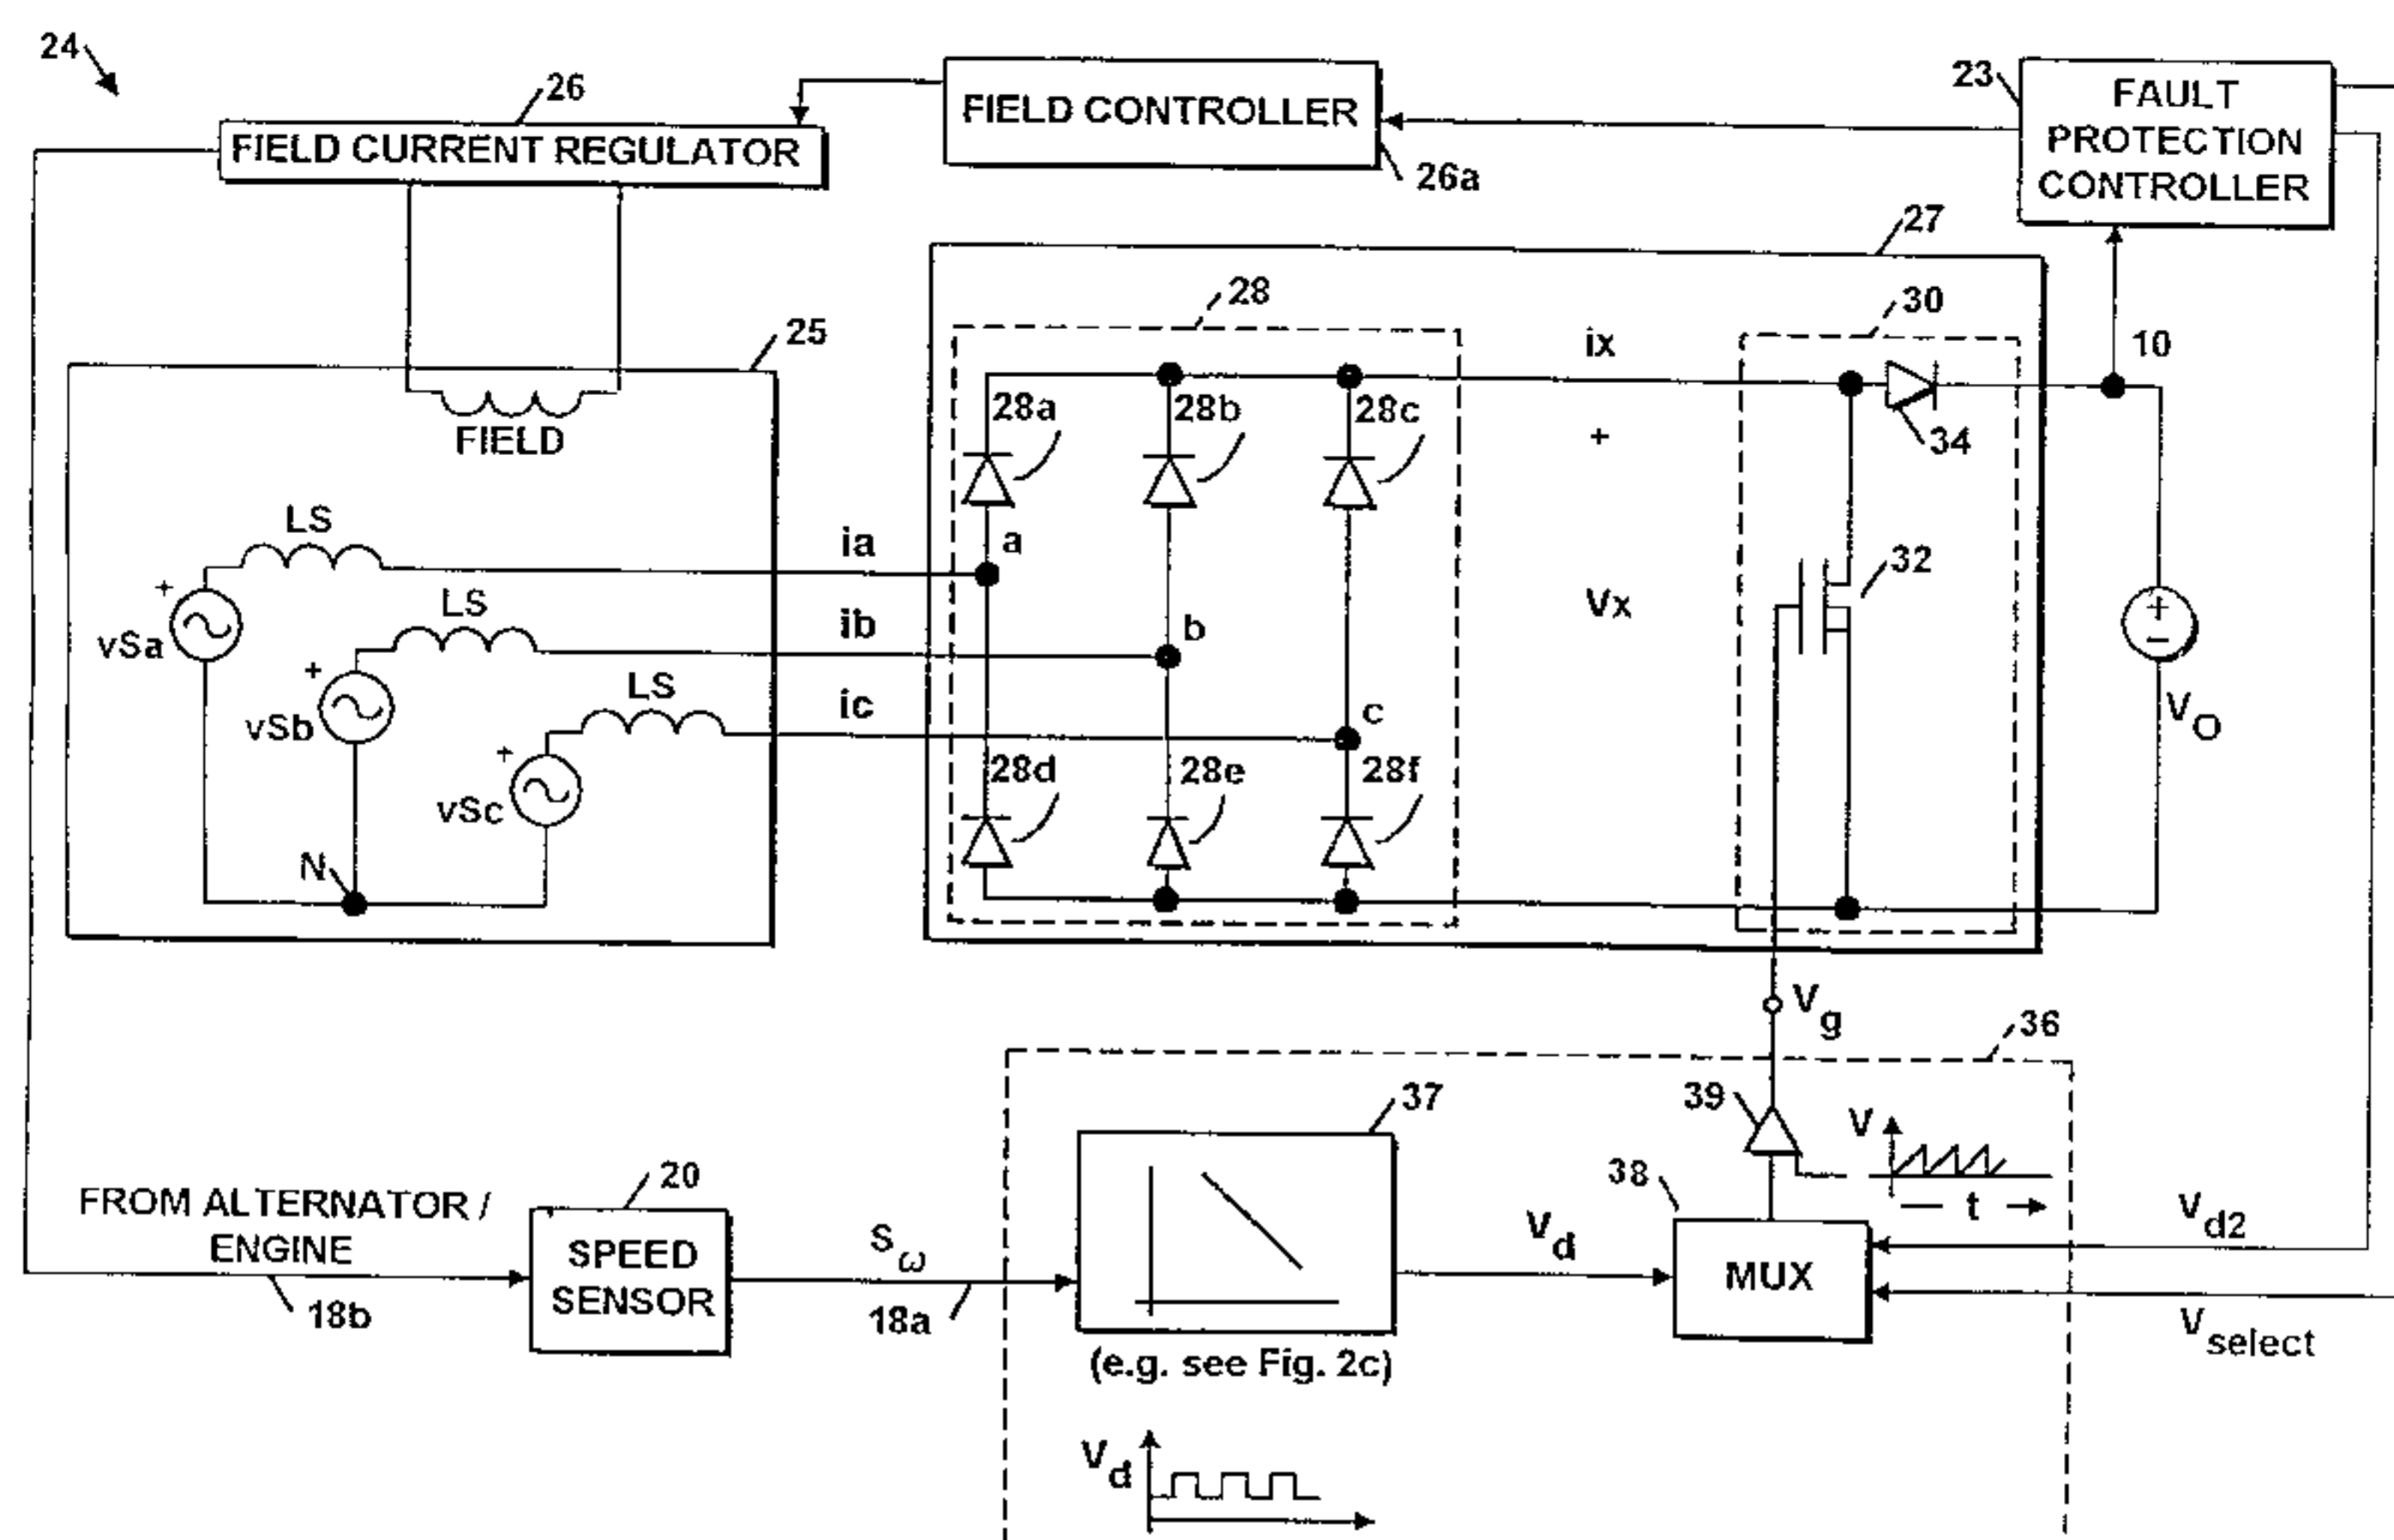 24
26
FIELD CURRENT REGULATOR
FIELD CONTROLLER
26a
23
FAULT
PROTECTION
CONTROLLER
27
25
FIELD
28
30
ix
10
28a
28b
28c
+
34
LS
ia
a
32
+
vSa
LS
ib
b
Vx
+
-
+
vSb
LS
ic
c
VO
+
vSc
28d
28e
28f
N
Vg
36
37
39
V
t
FROM ALTERNATOR /
ENGINE
18b
20
SPEED
SENSOR
Sω
18a
(e.g. see Fig. 2c)
Vd
38
MUX
Vd2
Vselect
Vd